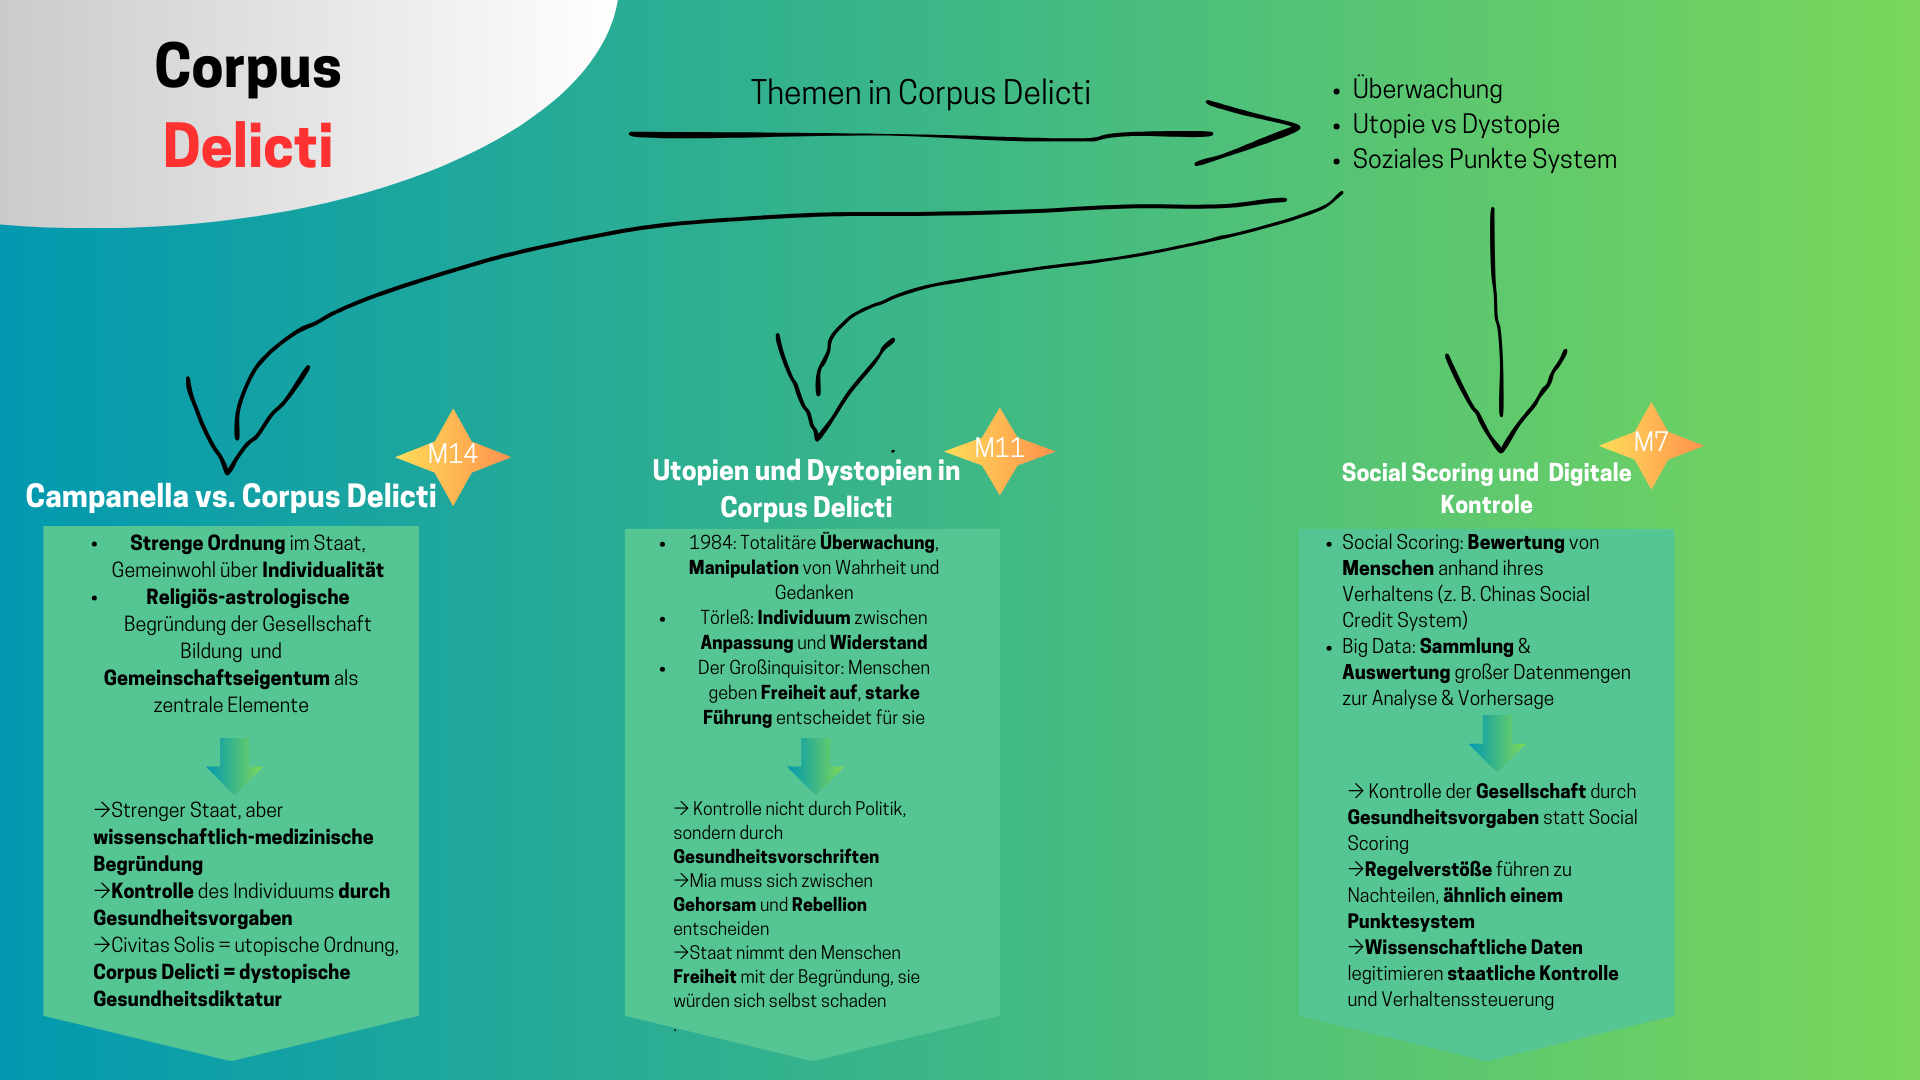 Corpus
Delicti
Themen in Corpus Delicti
• Überwachung
• Utopie vs Dystopie
• Soziales Punkte System
M14
Campanella vs. Corpus Delicti
• Strenge Ordnung im Staat,
Gemeinwohl über Individualität
• Religiös-astrologische
Begründung der Gesellschaft
Bildung und
Gemeinschaftseigentum als
zentrale Elemente
→Strenger Staat, aber
wissenschaftlich-medizinische
Begründung
→Kontrolle des Individuums durch
Gesundheitsvorgaben
→Civitas Solis = utopische Ordnung,
Corpus Delicti = dystopische
Gesundheitsdiktatur
M11
Utopien und Dystopien in
Corpus Delicti
• 1984: Totalitäre Überwachung,
Manipulation von Wahrheit und
Gedanken
• Törleß: Individuum zwischen
Anpassung und Widerstand
• Der Großinquisitor: Menschen
geben Freiheit auf, starke
Führung entscheidet für sie
→ Kontrolle nicht durch Politik,
sondern durch
Gesundheitsvorschriften
→Mia muss sich zwischen
Gehorsam und Rebellion
entscheiden
→Staat nimmt den Menschen
Freiheit mit der Begründung, sie
würden sich selbst schaden
.
M7
Social Scoring und Digitale
Kontrole
• Social Scoring: Bewertung von
Menschen anhand ihres
Verhaltens (z. B. Chinas Social
Credit System)
• Big Data: Sammlung &
Auswertung großer Datenmengen
zur Analyse & Vorhersage
→ Kontrolle der Gesellschaft durch
Gesundheitsvorgaben statt Social
Scoring
→Regelverstöße führen zu
Nachteilen, ähnlich einem
Punktesystem
→Wissenschaftliche Daten
legitimieren staatliche Kontrolle
und Verhaltenssteuerung